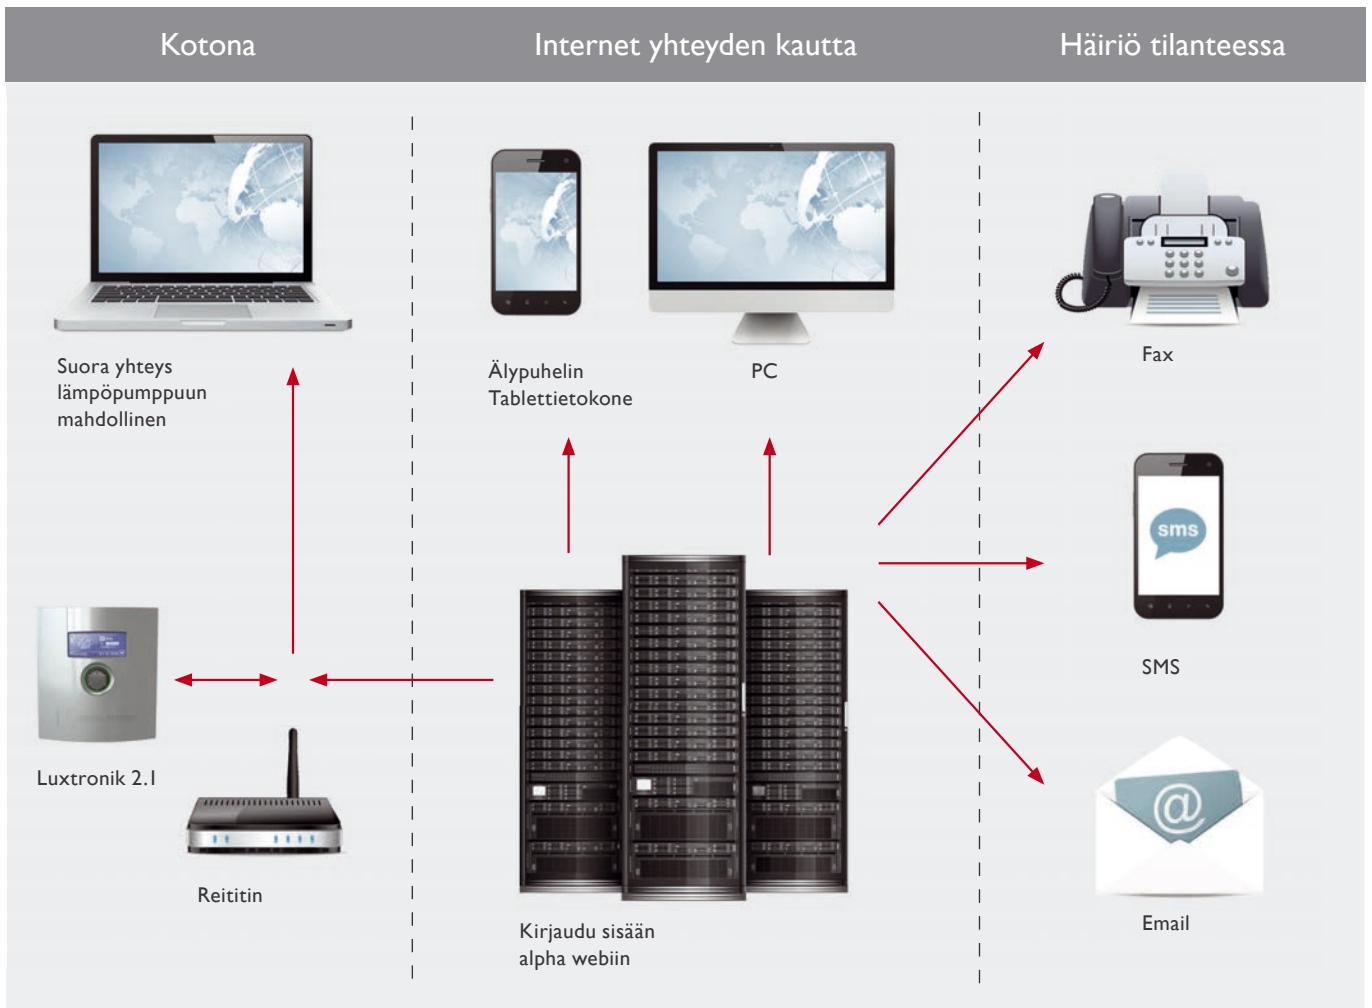 Kotona
Internet yhteyden kautta
Häiriö tilanteessa
Suora yhteys
lämpöpumppuun
mahdollinen
Älypuhelin
Tablettietokone
PC
Fax
sms
SMS
Luxtronik 2.1
Reititin
Kirjaudu sisään
alpha webiin
@
Email